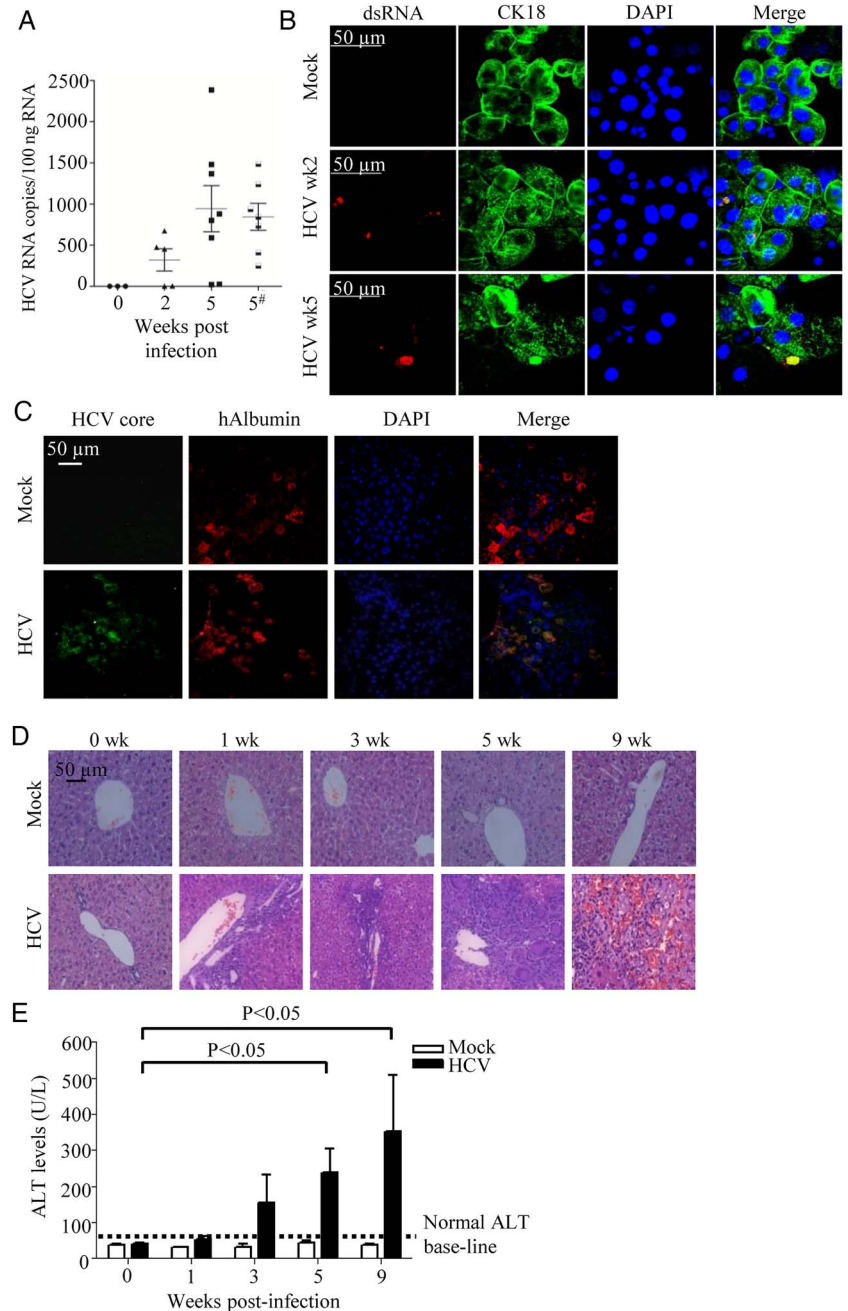 A
HCV RNA copies/100 ng RNA
2500
2000
1500
1000
500
0
0 2 5 5#
Weeks post
infection
B
dsRNA CK18 DAPI Merge
Mock
50 µm
HCV wk2
50 µm
HCV wk5
50 µm
C
HCV core hAlbumin DAPI Merge
Mock
50 µm
HCV
D
0 wk 1 wk 3 wk 5 wk 9 wk
Mock
50 µm
HCV
E
P<0.05
P<0.05
Mock
HCV
ALT levels (U/L)
600
500
400
300
200
100
0
Normal ALT
base-line
0 1 3 5 9
Weeks post-infection